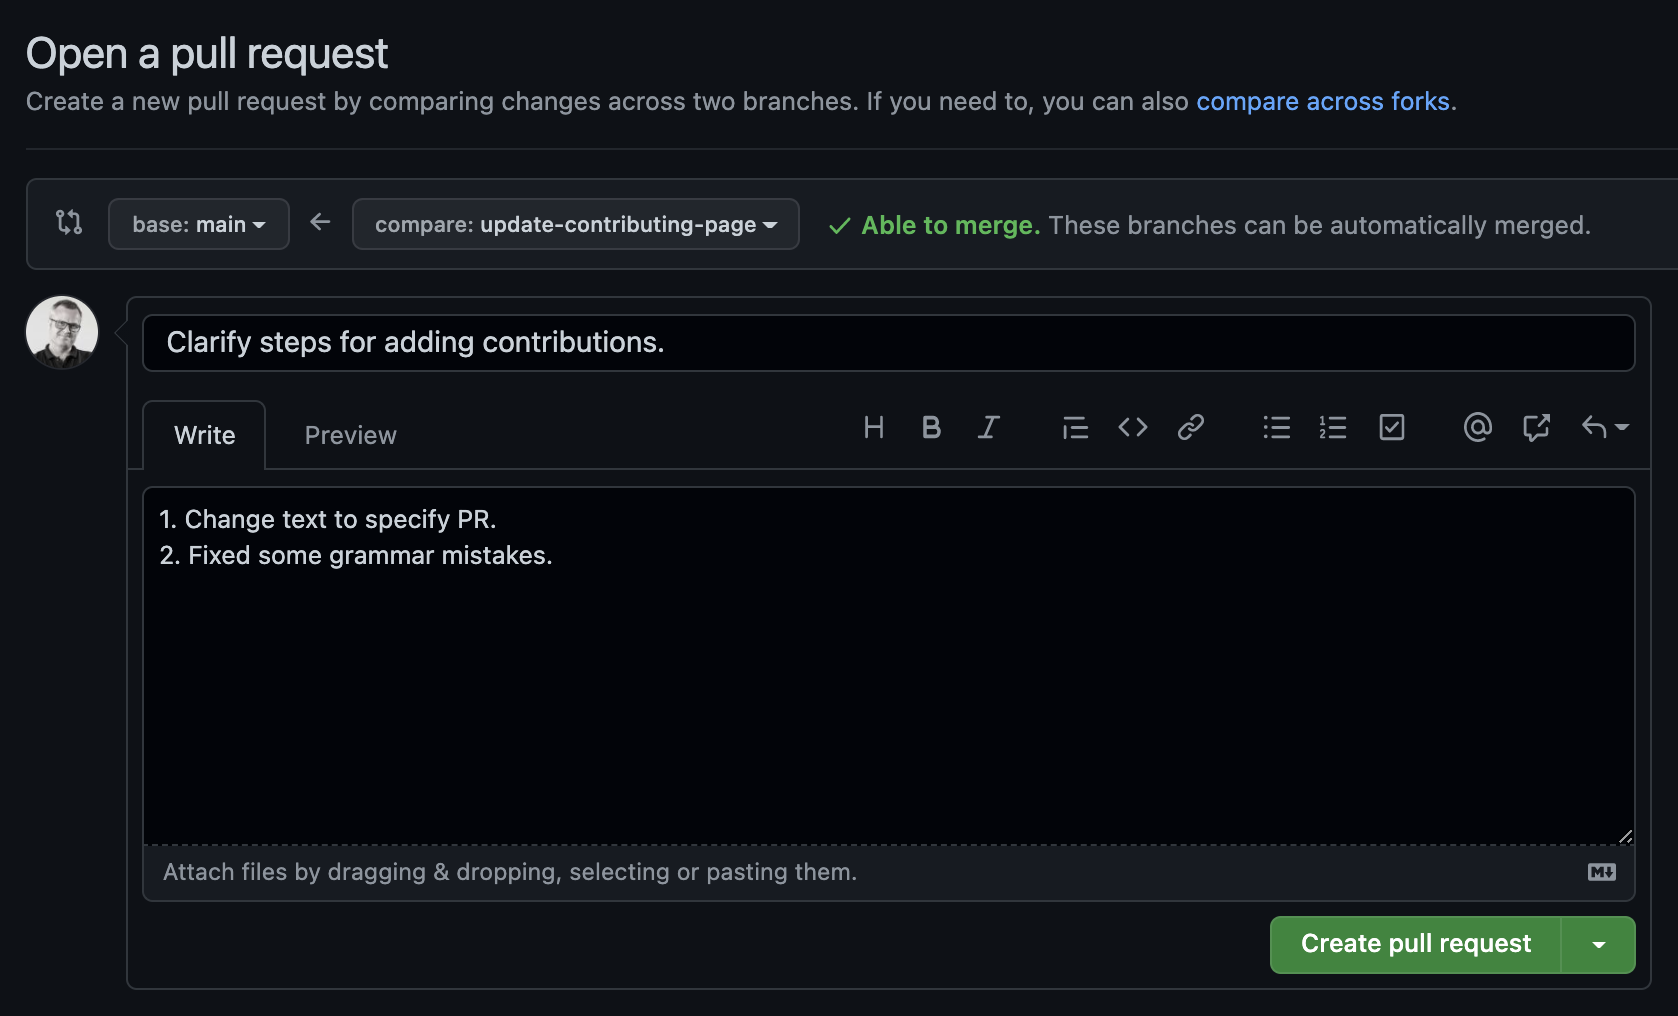 Open a pull request
Create a new pull request by comparing changes across two branches. If you need to, you can also compare across forks.
base: main
compare: update-contributing-page
Able to merge. These branches can be automatically merged.
Clarify steps for adding contributions.
Write
Preview
H B I
1. Change text to specify PR.
2. Fixed some grammar mistakes.
Attach files by dragging & dropping, selecting or pasting them.
Create pull request